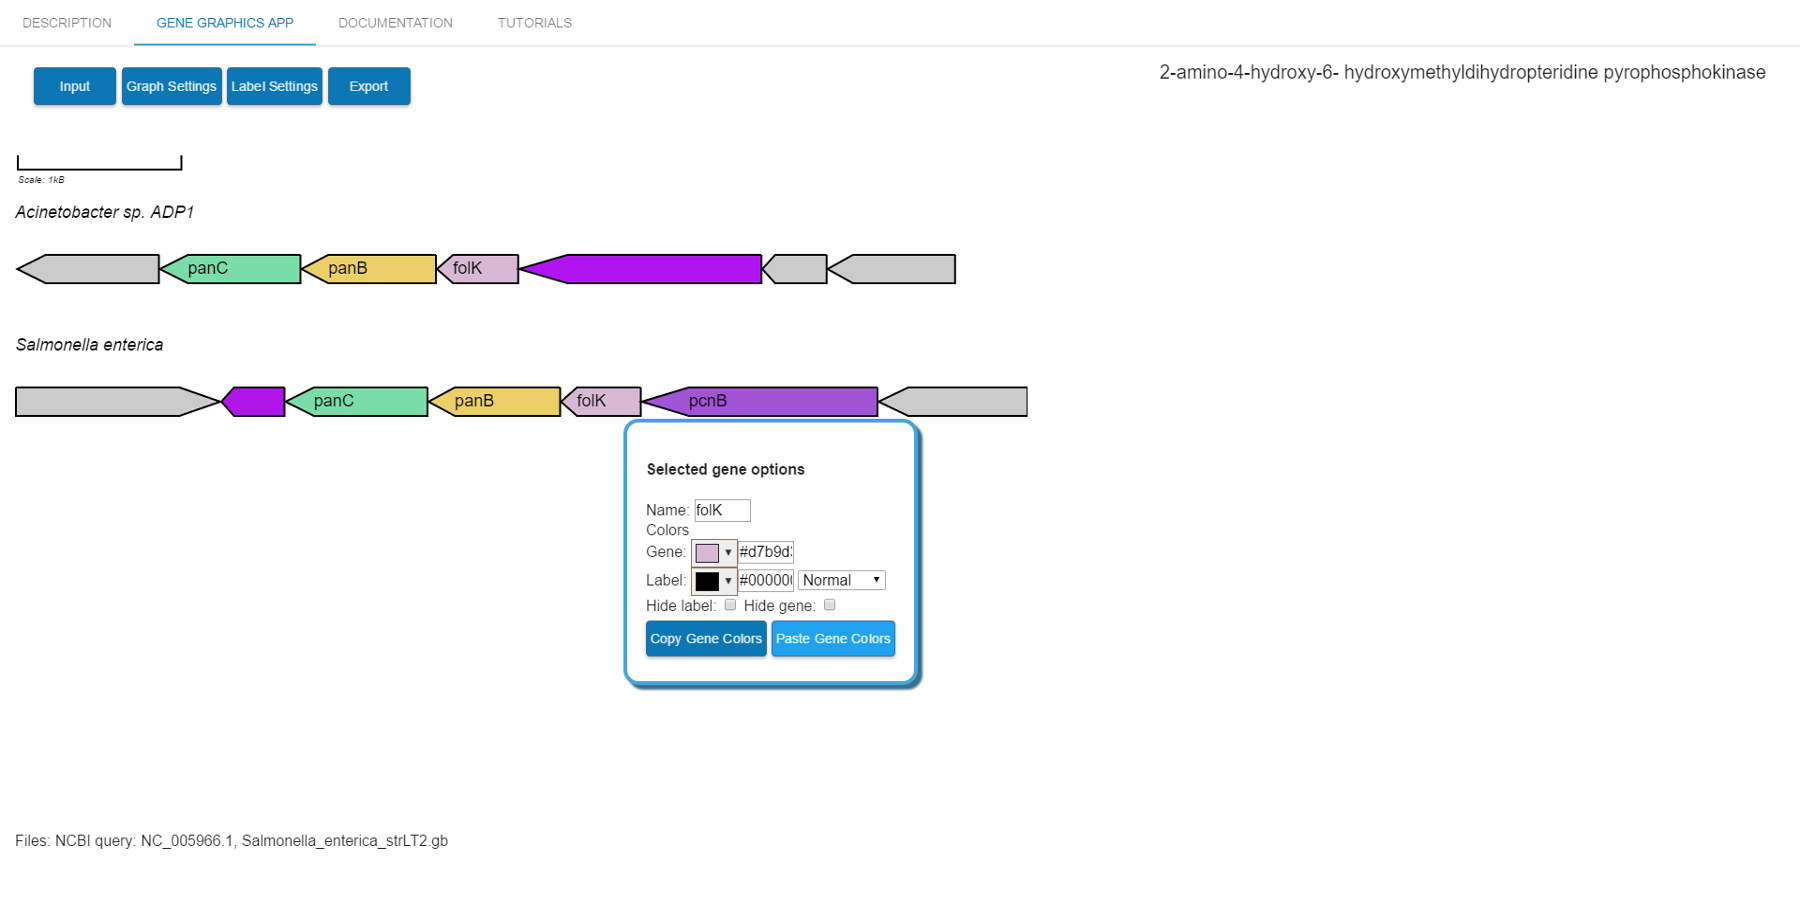 DESCRIPTION GENE GRAPHICS APP DOCUMENTATION TUTORIALS
Input Graph Settings Label Settings Export
2-amino-4-hydroxy-6- hydroxymethyldihydropteridine pyrophosphokinase
Scale: 1kB
Acinetobacter sp. ADP1
panC panB folK
Salmonella enterica
panC panB folK pcnB
Selected gene options
Name: folK
Colors
Gene: #d7b9d
Label: #00000 Normal
Hide label: Hide gene:
Copy Gene Colors Paste Gene Colors
Files: NCBI query: NC_005966.1, Salmonella_enterica_strLT2.gb